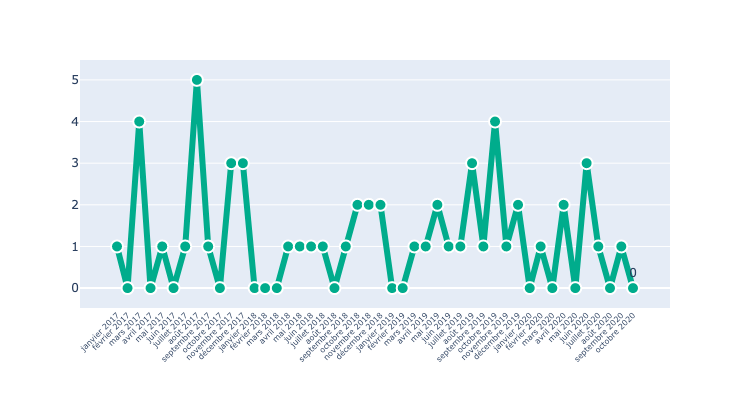 5
4
3
2
1
0
0
janvier 2017
février 2017
mars 2017
avril 2017
mai 2017
juin 2017
juillet 2017
août 2017
septembre 2017
octobre 2017
novembre 2017
décembre 2017
janvier 2018
février 2018
mars 2018
avril 2018
mai 2018
juin 2018
juillet 2018
août 2018
septembre 2018
octobre 2018
novembre 2018
décembre 2018
janvier 2019
février 2019
mars 2019
avril 2019
mai 2019
juin 2019
juillet 2019
août 2019
septembre 2019
octobre 2019
novembre 2019
décembre 2019
janvier 2020
février 2020
mars 2020
avril 2020
mai 2020
juin 2020
juillet 2020
août 2020
septembre 2020
octobre 2020